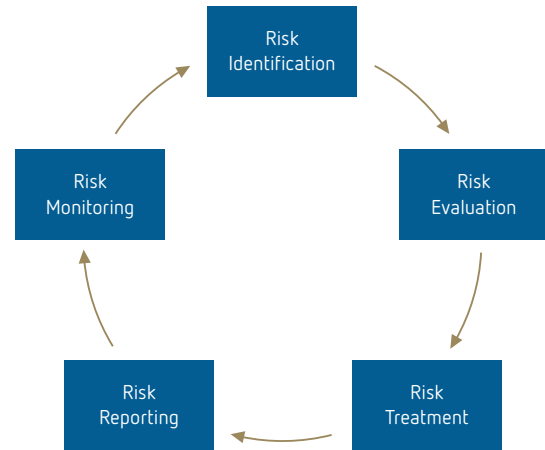 Risk
Identification
Risk
Evaluation
Risk
Treatment
Risk
Reporting
Risk
Monitoring